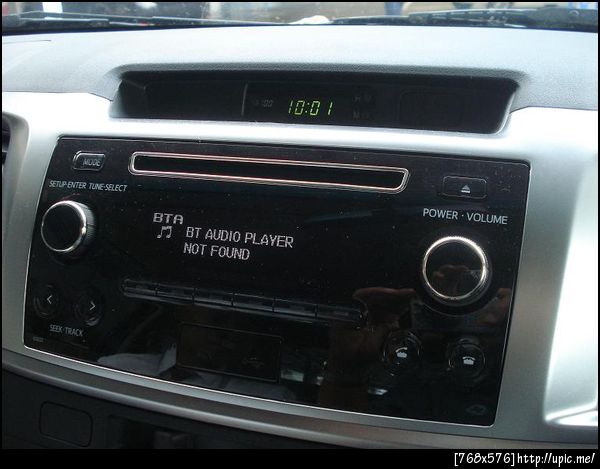 10:01
MODE
SETUP·ENTER TUNE·SELECT
POWER · VOLUME
BTA
BT AUDIO PLAYER
NOT FOUND
SEEK·TRACK
[768x576]http://upic.me/